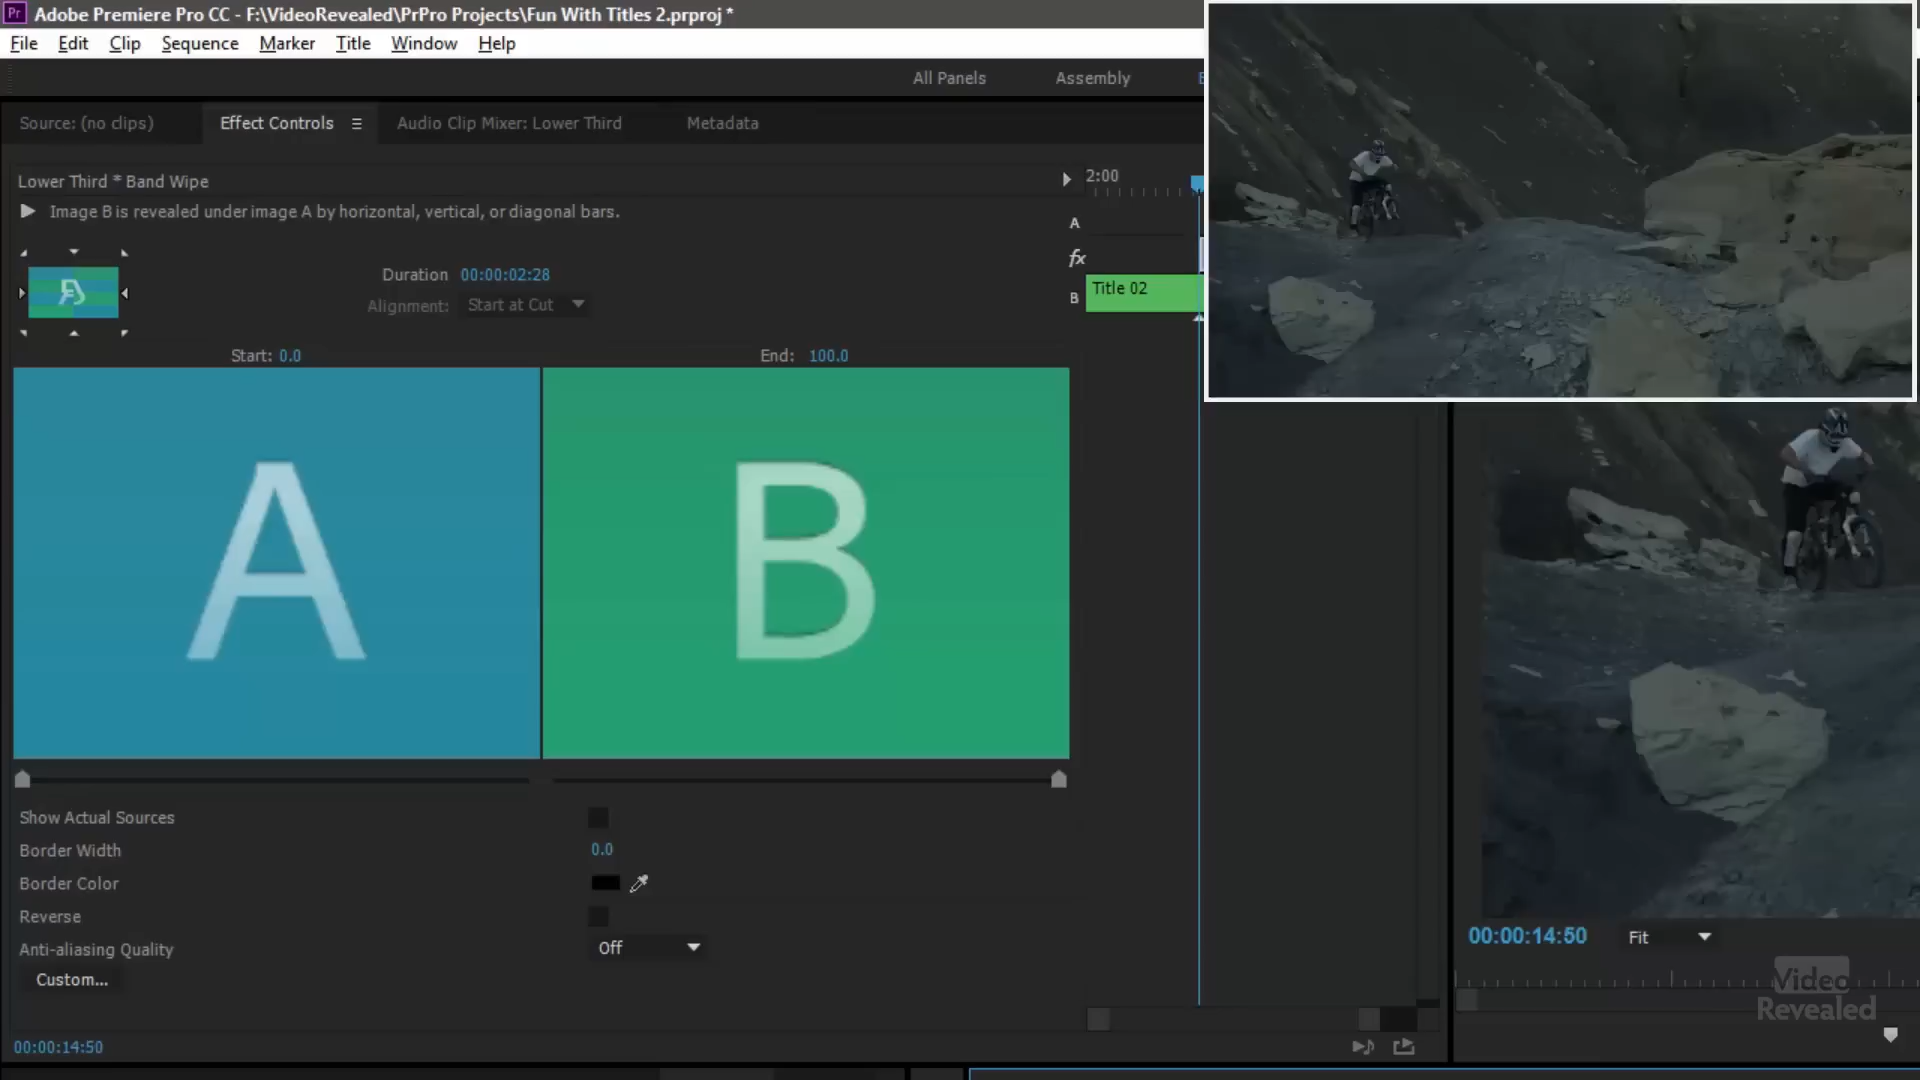 Pr Adobe Premiere Pro CC - F:\VideoRevealed\PrPro Projects\Fun With Titles 2.prproj *
File Edit Clip Sequence Marker Title Window Help
All Panels Assembly
Source: (no clips) Effect Controls Audio Clip Mixer: Lower Third Metadata
Lower Third * Band Wipe
2:00
Image B is revealed under image A by horizontal, vertical, or diagonal bars.
A
fx
Duration 00:00:02:28
B Title 02
Alignment: Start at Cut
Start: 0.0 End: 100.0
A B
Show Actual Sources
Border Width 0.0
Border Color
Reverse
Anti-aliasing Quality Off
Custom...
00:00:14:50 Fit
Video
Revealed
00:00:14:50